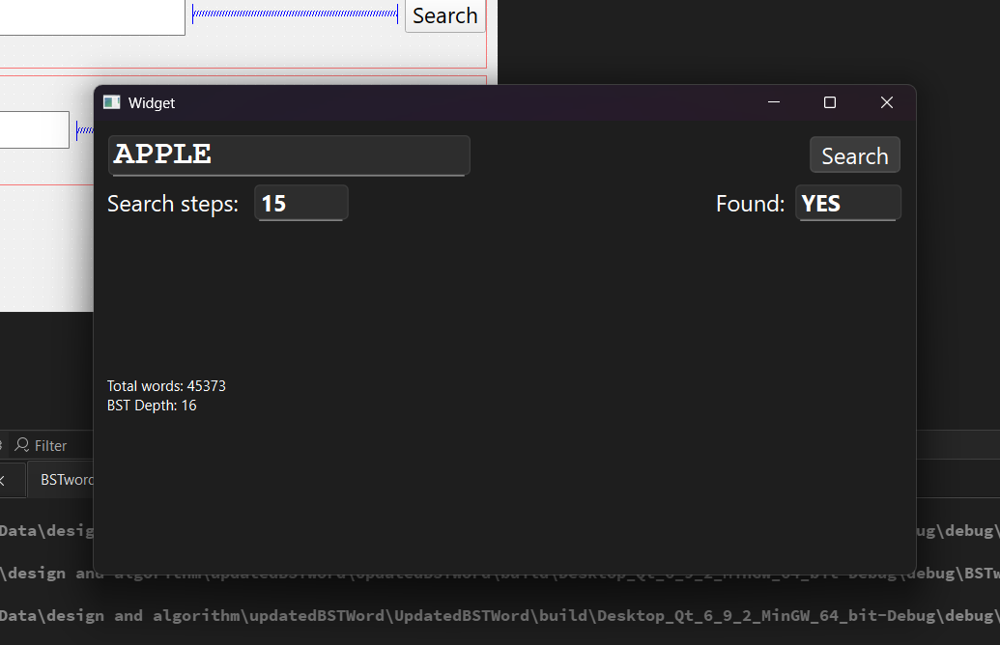 Search
Widget
APPLE
Search
Search steps: 15
Found: YES
Total words: 45373
BST Depth: 16
Filter
BSTword
Data\desig
ug\debug\
\design and algorithm\updatedBSTWord\UpdatedBSTWord\build\Desktop_Qt_6_9_2_MinGW_64_bit-Debug\debug\BSTw
Data\design and algorithm\updatedBSTWord\UpdatedBSTWord\build\Desktop_Qt_6_9_2_MinGW_64_bit-Debug\debug\